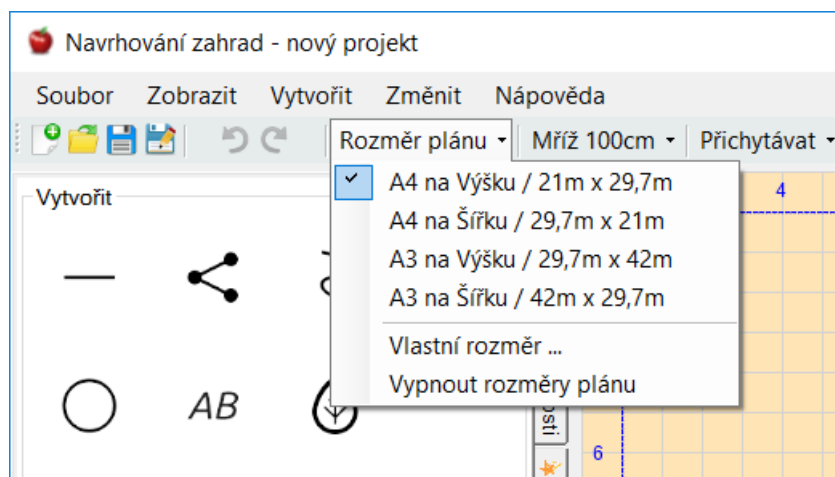 Navrhování zahrad - nový projekt
Soubor Zobrazit Vytvořit Změnit Nápověda
Rozměr plánu Mříž 100cm Přichytávat
Vytvořit
A4 na Výšku / 21m x 29,7m
A4 na Šířku / 29,7m x 21m
A3 na Výšku / 29,7m x 42m
A3 na Šířku / 42m x 29,7m
Vlastní rozměr ...
Vypnout rozměry plánu
AB
4
6